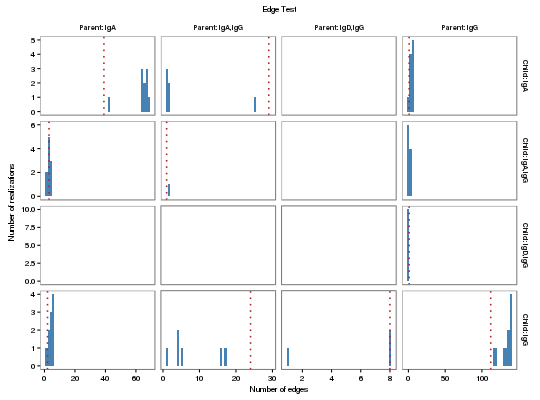 Edge Test
Parent:IgA Parent:IgA,IgG Parent:IgD,IgG Parent:IgG
5
4
3
2
1
0
Child:IgA
6
4
2
0
Child:IgA,IgG
10.0
7.5
5.0
2.5
0.0
Child:IgD,IgG
4
3
2
1
0
Child:IgG
Number of realizations
0 20 40 60 0 10 20 30 2 4 6 8 0 50 100
Number of edges